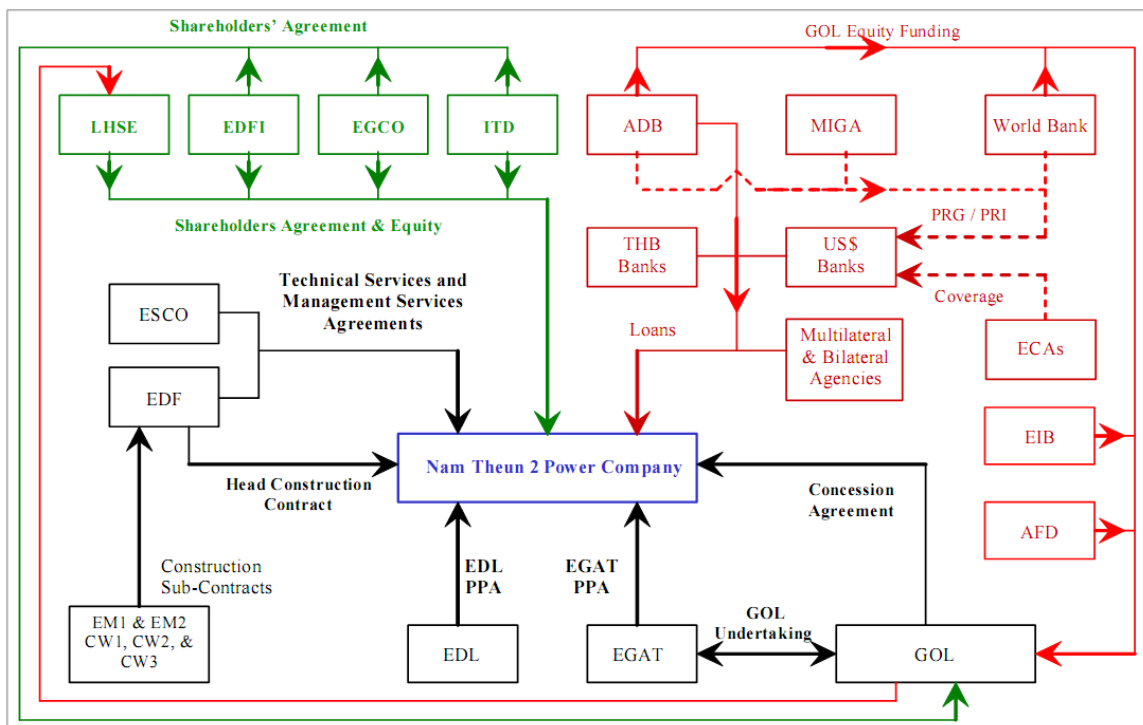 Shareholders’ Agreement
GOL Equity Funding
LHSE
EDFI
EGCO
ITD
ADB
MIGA
World Bank
Shareholders Agreement & Equity
PRG / PRI
THB
Banks
US$
Banks
Technical Services and
Management Services
Agreements
ESCO
Coverage
Loans
Multilateral
& Bilateral
Agencies
ECAs
EDF
EIB
Nam Theun 2 Power Company
Head Construction
Contract
Concession
Agreement
AFD
Construction
Sub-Contracts
EDL
PPA
EGAT
PPA
GOL
Undertaking
EM1 & EM2
CW1, CW2, &
CW3
EDL
EGAT
GOL